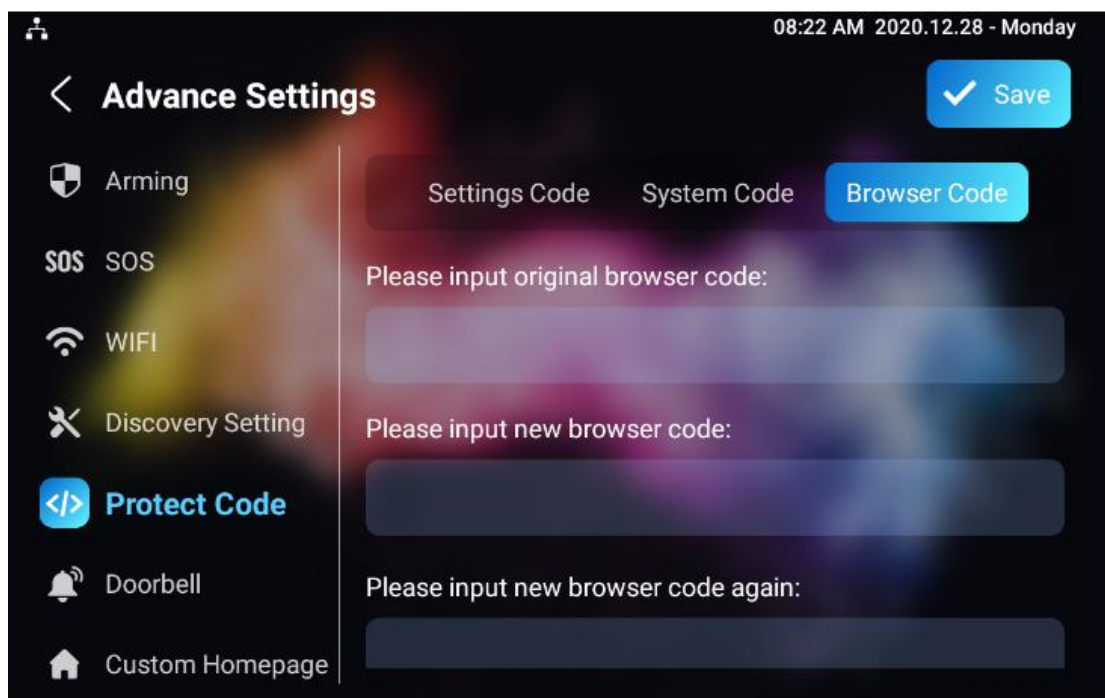 08:22 AM 2020.12.28 - Monday
Advance Settings
Save
Arming
SOS SOS
WIFI
Discovery Setting
Protect Code
Doorbell
Custom Homepage
Settings Code System Code Browser Code
Please input original browser code:
Please input new browser code:
Please input new browser code again: